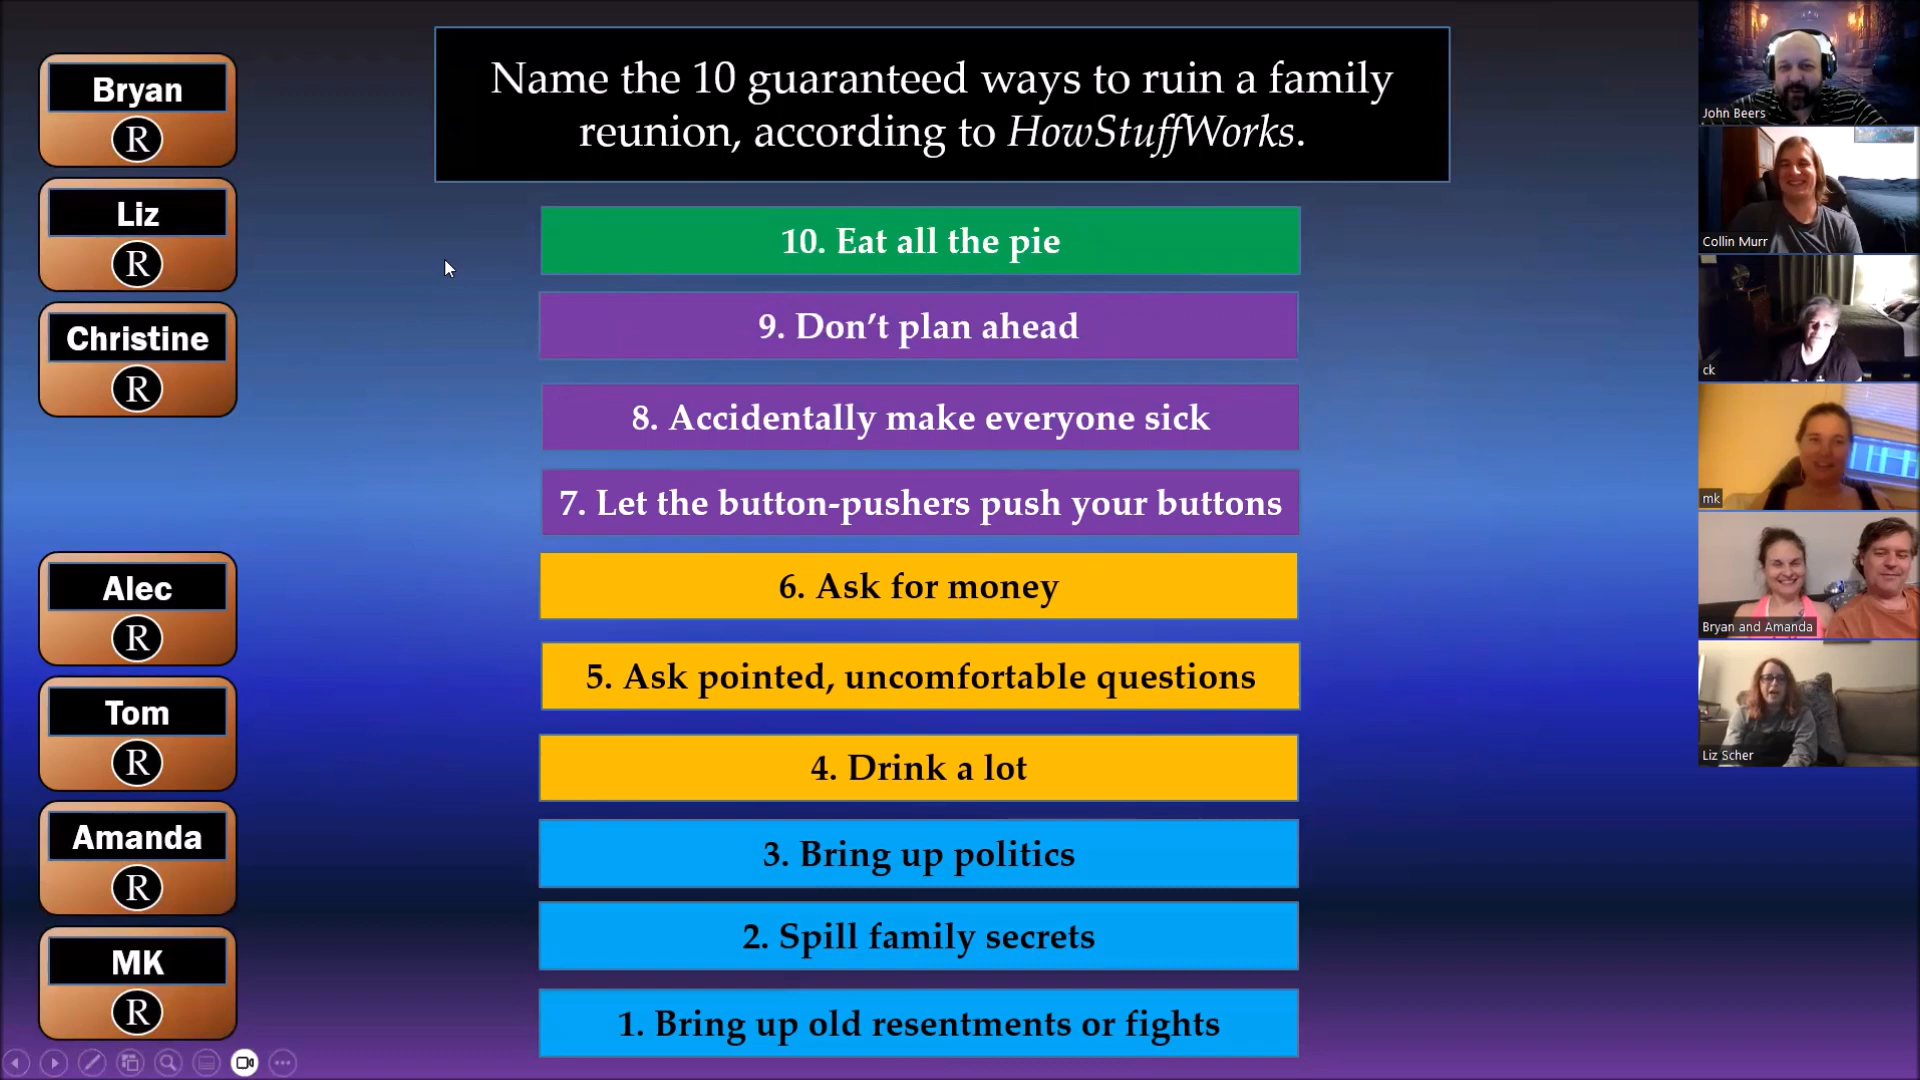 Bryan
R
Liz
R
Christine
R
Alec
R
Tom
R
Amanda
R
MK
R
Name the 10 guaranteed ways to ruin a family
reunion, according to HowStuffWorks.
10. Eat all the pie
9. Don’t plan ahead
8. Accidentally make everyone sick
7. Let the button-pushers push your buttons
6. Ask for money
5. Ask pointed, uncomfortable questions
4. Drink a lot
3. Bring up politics
2. Spill family secrets
1. Bring up old resentments or fights
John Beers
Collin Murr
ck
mk
Bryan and Amanda
Liz Scher